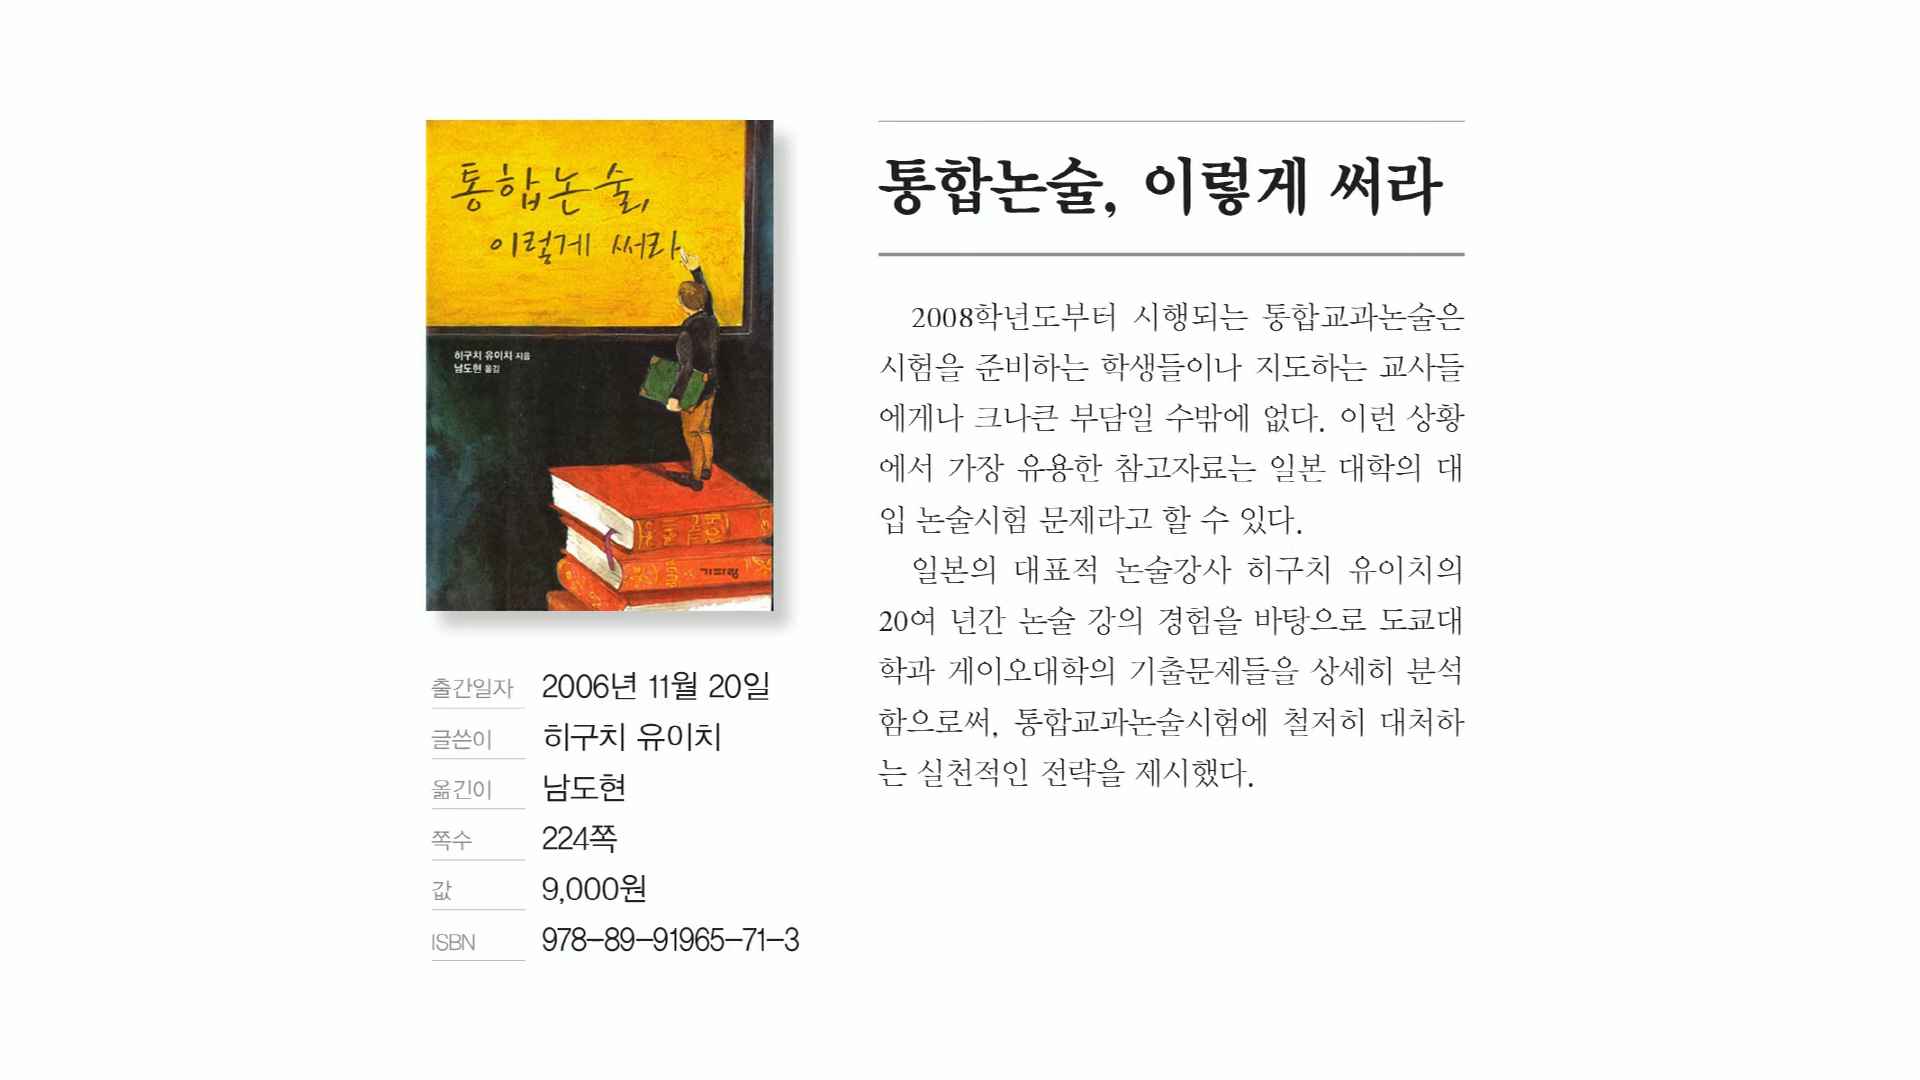 통합논술,
이렇게 써라
히구치 유이치 지음
남도현 옮김
기파랑
출간일자 2006년 11월 20일
글쓴이 히구치 유이치
옮긴이 남도현
쪽수 224쪽
값 9,000원
ISBN 978-89-91965-71-3
통합논술, 이렇게 써라
2008학년도부터 시행되는 통합교과논술은
시험을 준비하는 학생들이나 지도하는 교사들
에게나 크나큰 부담일 수밖에 없다. 이런 상황
에서 가장 유용한 참고자료는 일본 대학의 대
입 논술시험 문제라고 할 수 있다.
일본의 대표적 논술강사 히구치 유이치의
20여 년간 논술 강의 경험을 바탕으로 도쿄대
학과 게이오대학의 기출문제들을 상세히 분석
함으로써, 통합교과논술시험에 철저히 대처하
는 실천적인 전략을 제시했다.